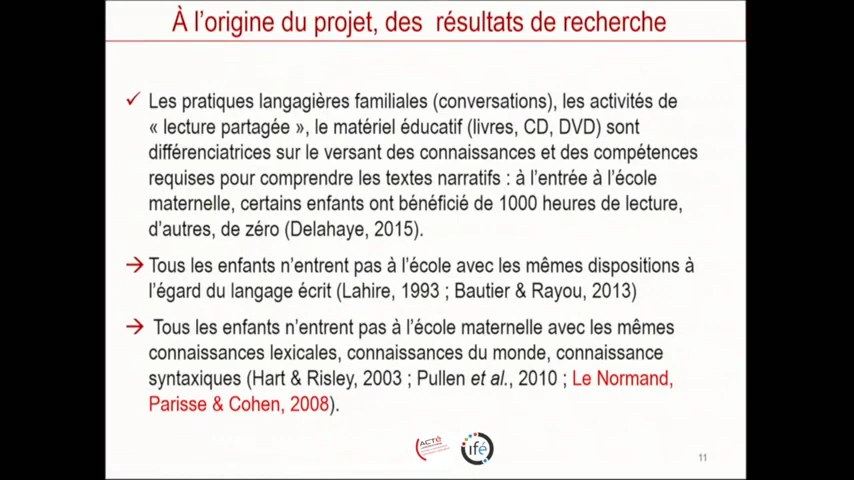 À l'origine du projet, des résultats de recherche
✓ Les pratiques langagières familiales (conversations), les activités de
« lecture partagée », le matériel éducatif (livres, CD, DVD) sont
différenciatrices sur le versant des connaissances et des compétences
requises pour comprendre les textes narratifs : à l'entrée à l'école
maternelle, certains enfants ont bénéficié de 1000 heures de lecture,
d'autres, de zéro (Delahaye, 2015).
→ Tous les enfants n'entrent pas à l'école avec les mêmes dispositions à
l'égard du langage écrit (Lahire, 1993 ; Bautier & Rayou, 2013)
→ Tous les enfants n'entrent pas à l'école maternelle avec les mêmes
connaissances lexicales, connaissances du monde, connaissance
syntaxiques (Hart & Risley, 2003 ; Pullen et al., 2010 ; Le Normand,
Parisse & Cohen, 2008).
ACTé
ifé
11